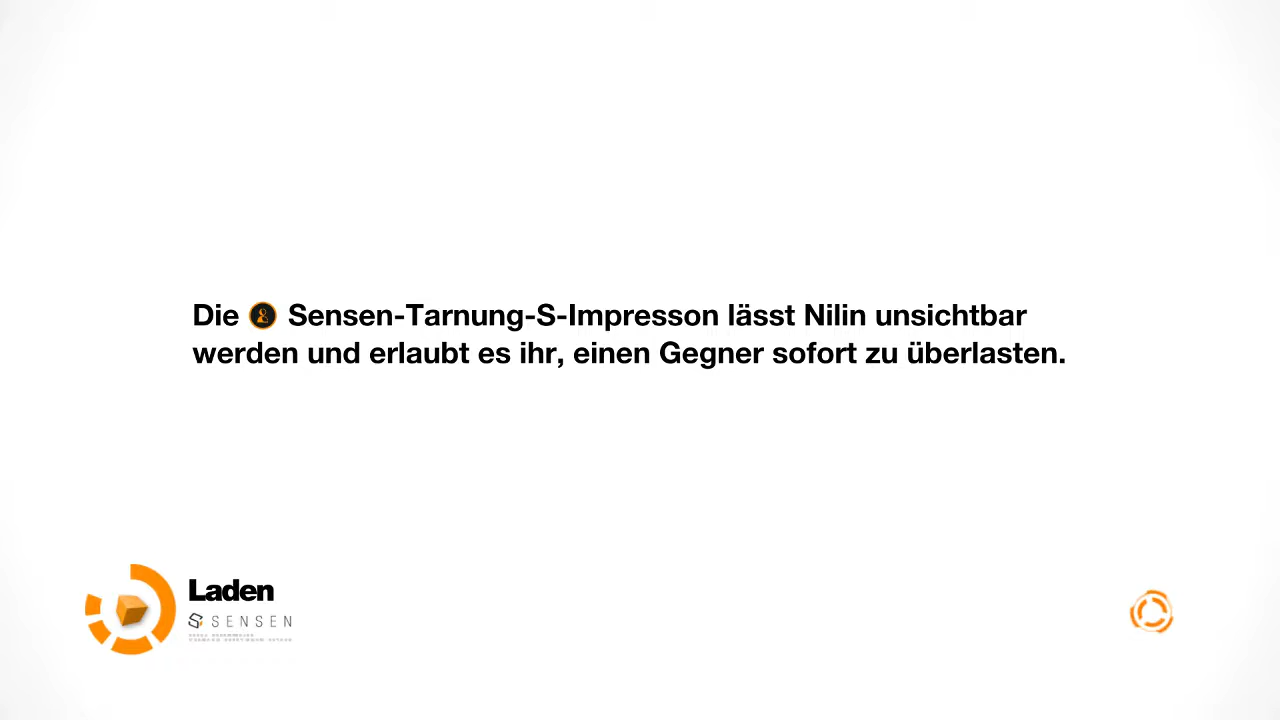 Die Sensen-Tarnung-S-Impresson lässt Nilin unsichtbar
werden und erlaubt es ihr, einen Gegner sofort zu überlasten.
Laden
SENSEN